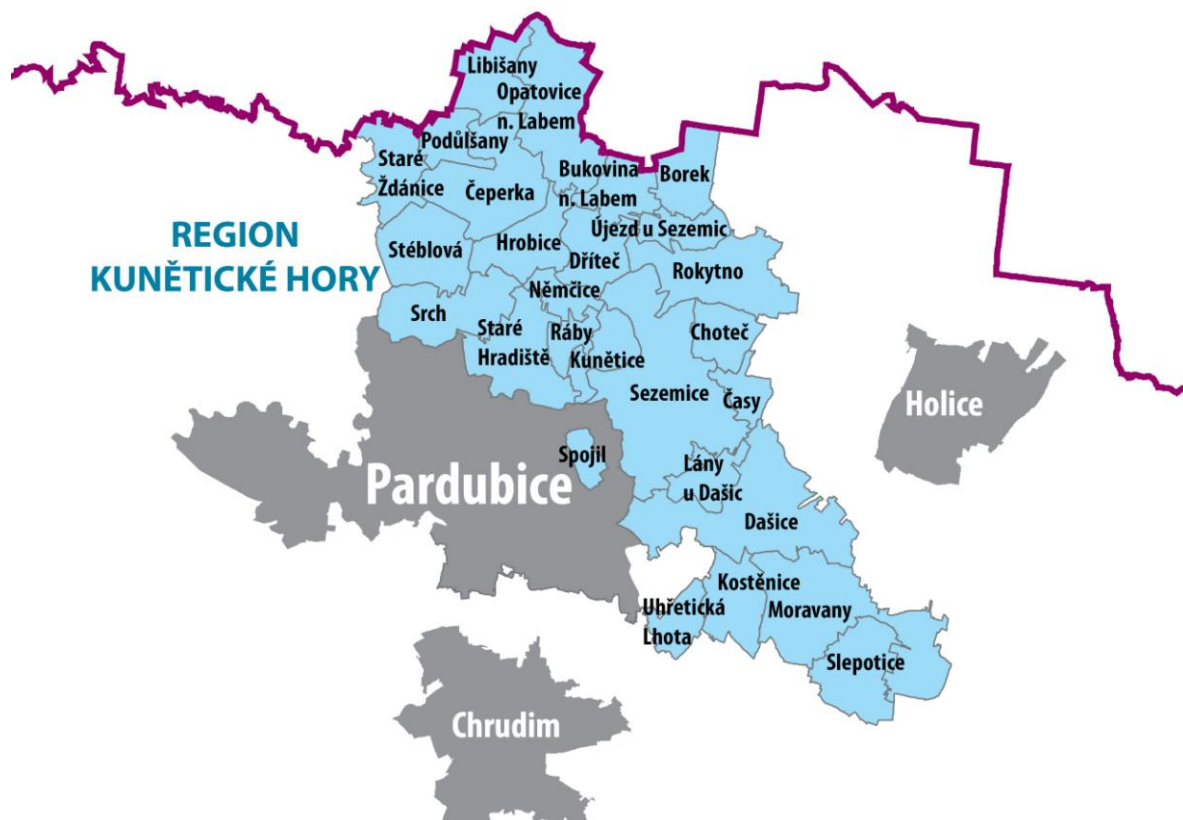 Libišany
Opatovice
n. Labem
Podůlšany
Staré
Ždánice
Čeperka
Bukovina
n. Labem
Borek
REGION
KUNĚTICKÉ HORY
Stéblová
Hrobice
Újezd u Sezemic
Dříteč
Rokytno
Němčice
Srch
Staré
Hradiště
Ráby
Kunětice
Choteč
Sezemice
Časy
Holice
Spojil
Pardubice
Lány
u Dašic
Dašice
Kostěnice
Moravany
Uhřetická
Lhota
Slepotice
Chrudim